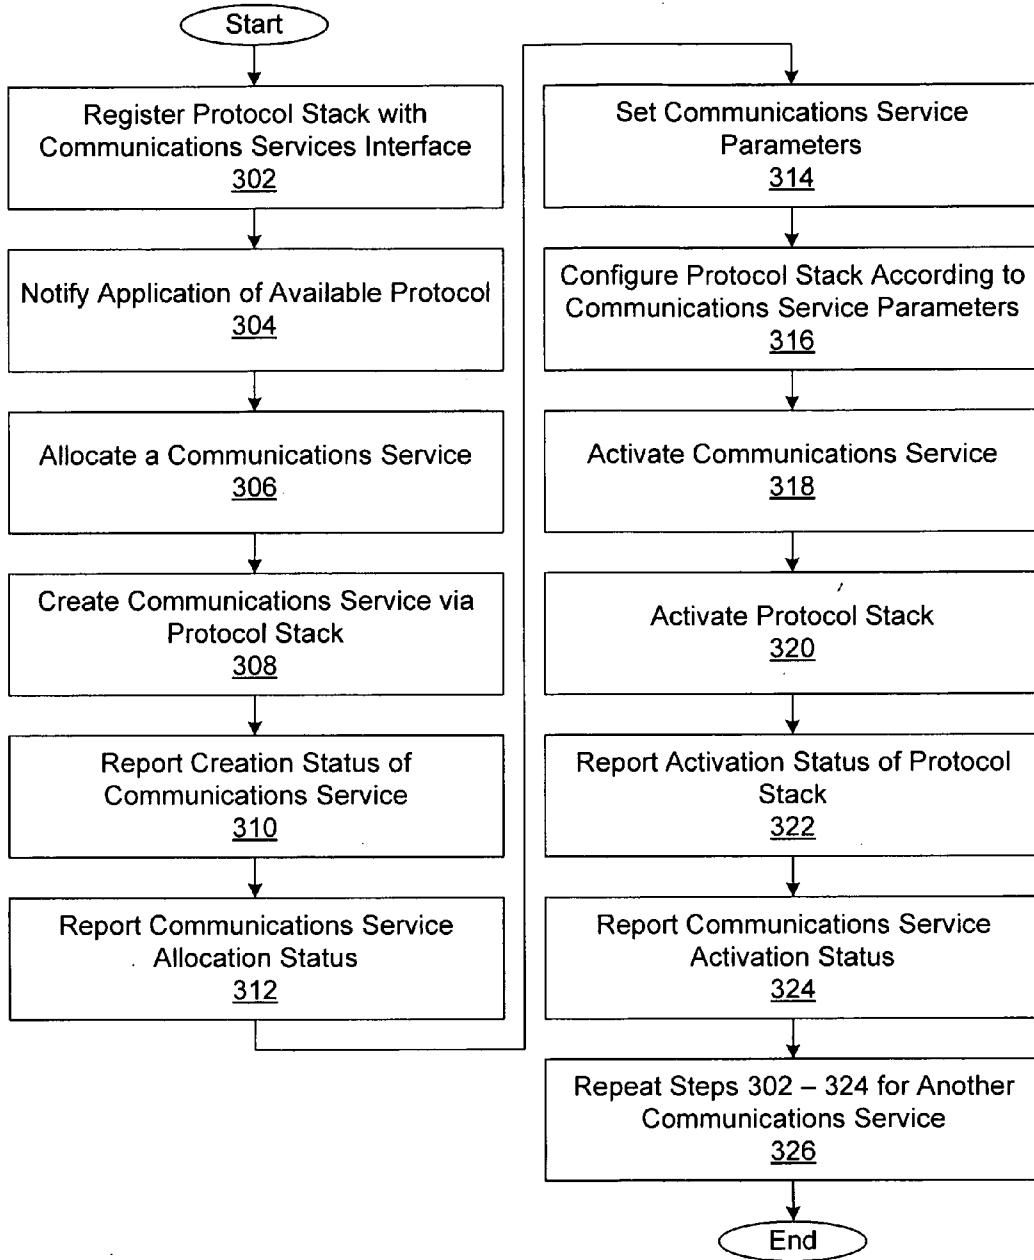 Start
Register Protocol Stack with
Communications Services Interface
302
Notify Application of Available Protocol
304
Allocate a Communications Service
306
Create Communications Service via
Protocol Stack
308
Report Creation Status of
Communications Service
310
Report Communications Service
Allocation Status
312
Set Communications Service
Parameters
314
Configure Protocol Stack According to
Communications Service Parameters
316
Activate Communications Service
318
Activate Protocol Stack
320
Report Activation Status of Protocol
Stack
322
Report Communications Service
Activation Status
324
Repeat Steps 302 – 324 for Another
Communications Service
326
End